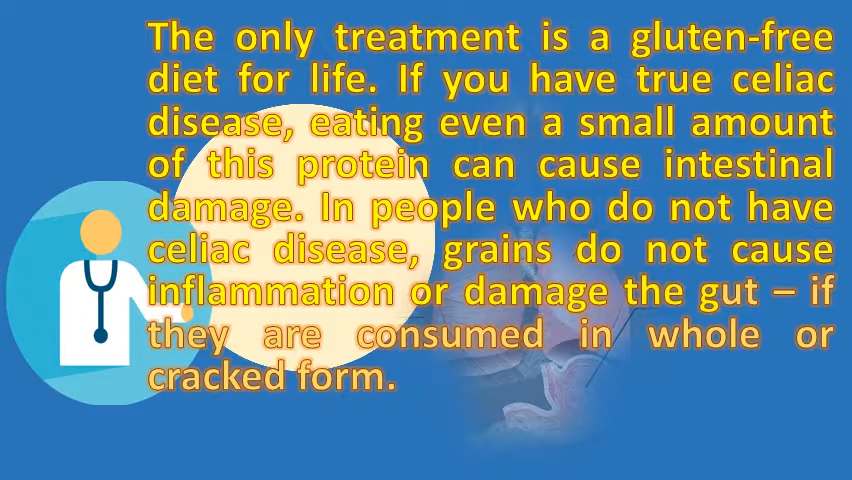 The only treatment is a gluten-free
diet for life. If you have true celiac
disease, eating even a small amount
of this protein can cause intestinal
damage. In people who do not have
celiac disease, grains do not cause
inflammation or damage the gut – if
they are consumed in whole or
cracked form.